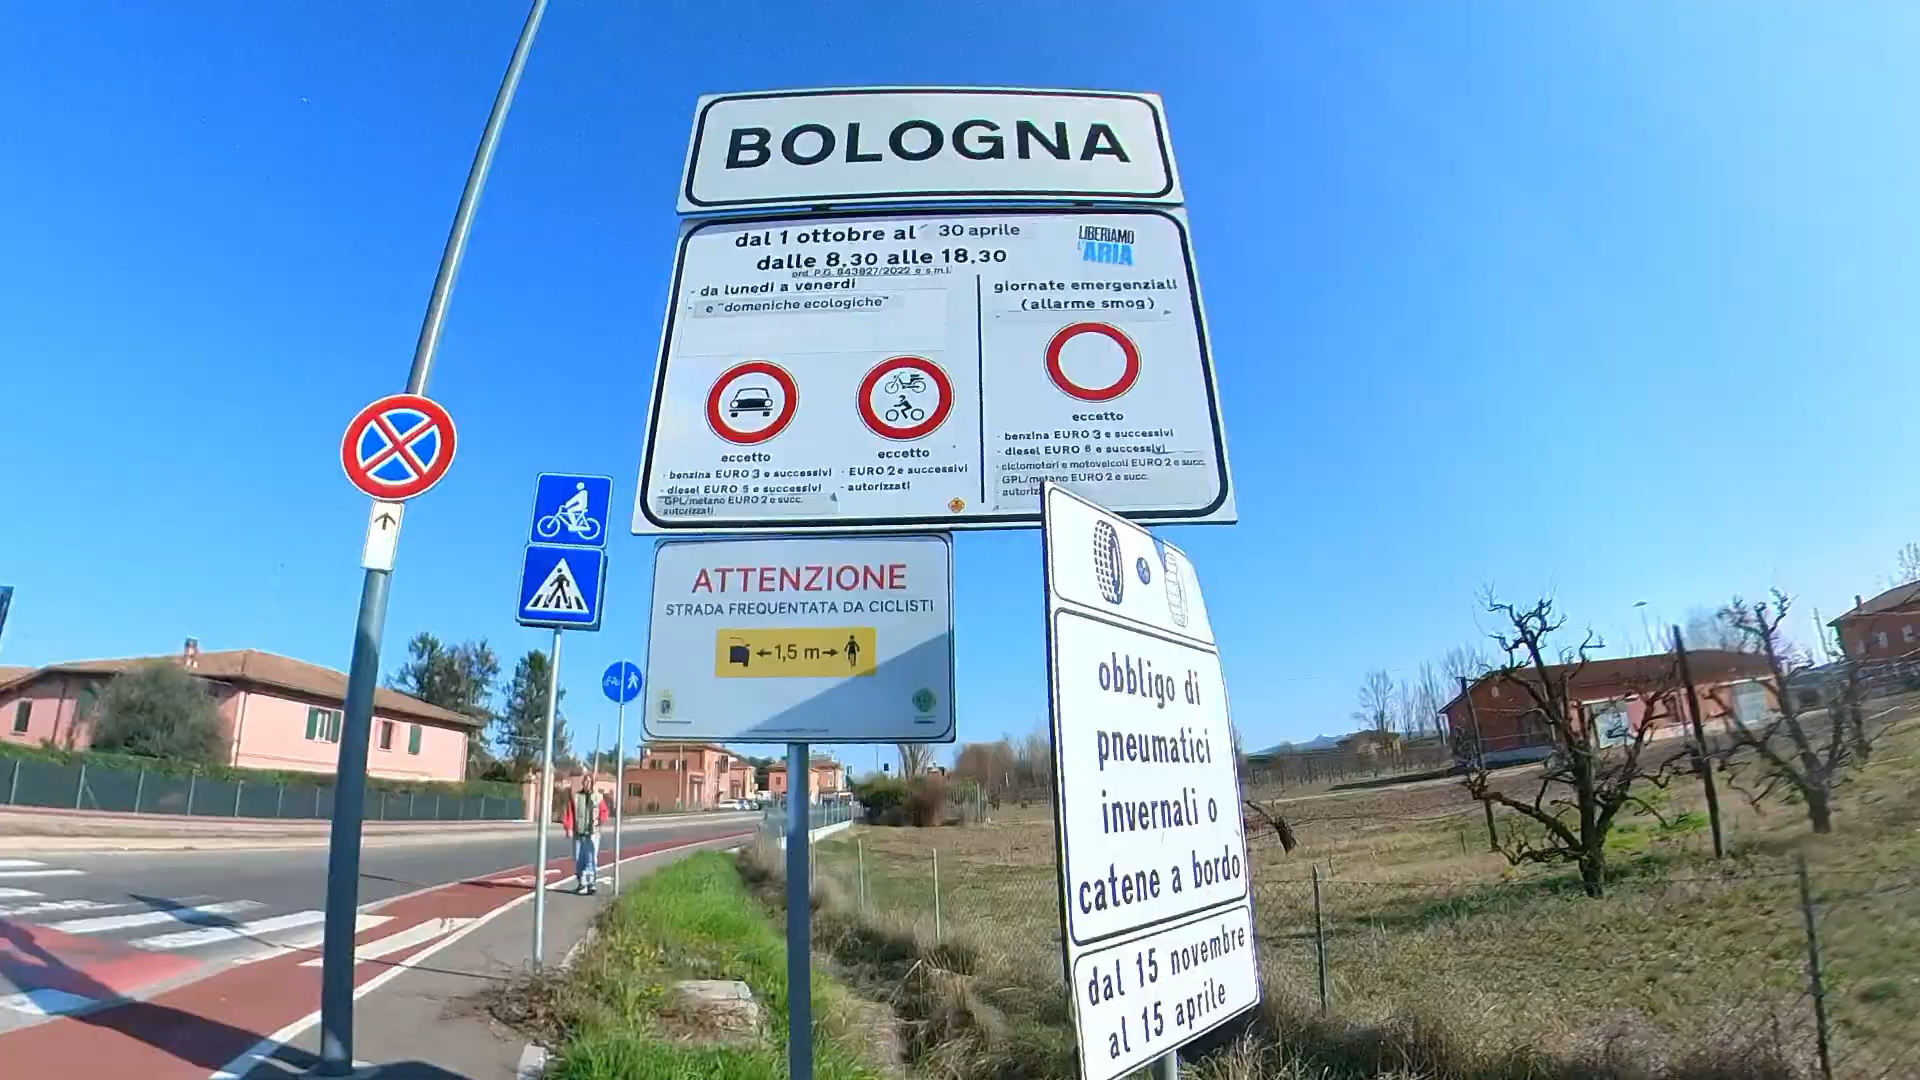 BOLOGNA
dal 1 ottobre al 30 aprile
dalle 8.30 alle 18.30
ord. P.G. 843827/2022 e s.m.i.
LIBERIAMO
L'ARIA
- da lunedi a venerdi
- e "domeniche ecologiche"
eccetto
- benzina EURO 3 e successivi
- diesel EURO 5 e successivi
GPL/metano EURO 2 e succ.
- autorizzati
eccetto
- EURO 2 e successivi
- autorizzati
giornate emergenziali
(allarme smog)
eccetto
- benzina EURO 3 e successivi
- diesel EURO 6 e successivi
- ciclomotori e motoveicoli EURO 2 e succ.
GPL/metano EURO 2 e succ.
ATTENZIONE
STRADA FREQUENTATA DA CICLISTI
1,5 m
obbligo di
pneumatici
invernali o
catene a bordo
dal 15 novembre
al 15 aprile